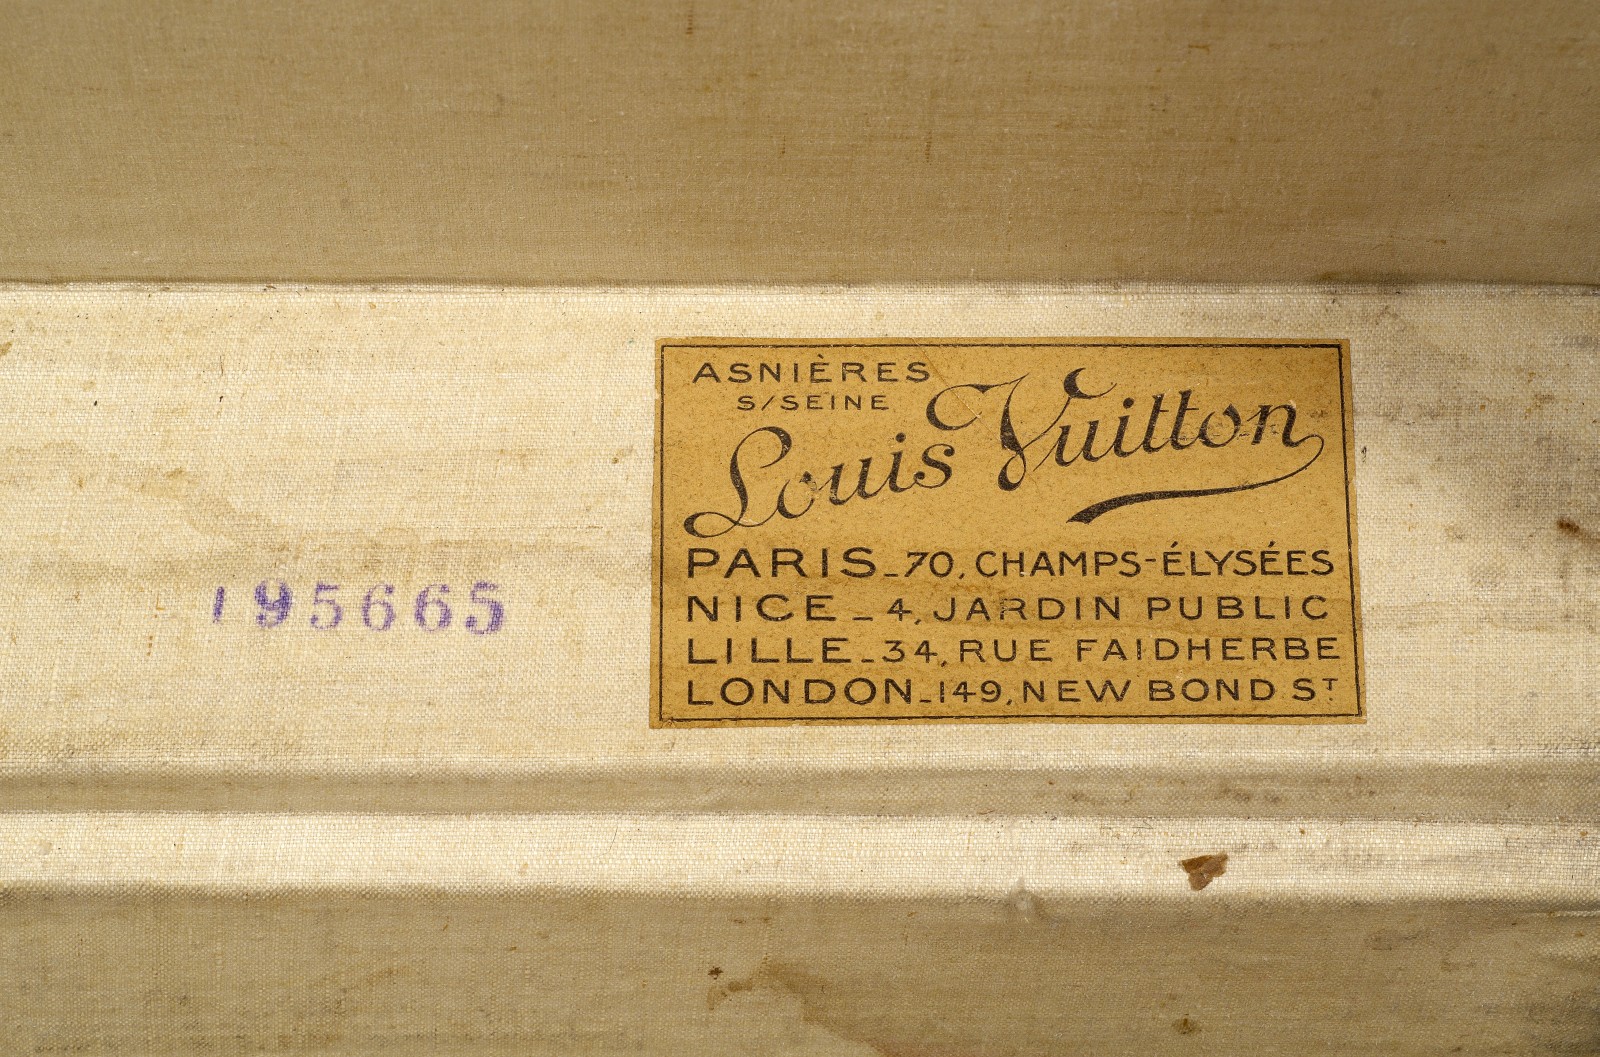 ASNIÈRES
S/SEINE
Louis Vuitton
PARIS_70, CHAMPS-ÉLYSÉES
NICE_4, JARDIN PUBLIC
LILLE_34, RUE FAIDHERBE
LONDON_149, NEW BOND ST
195665